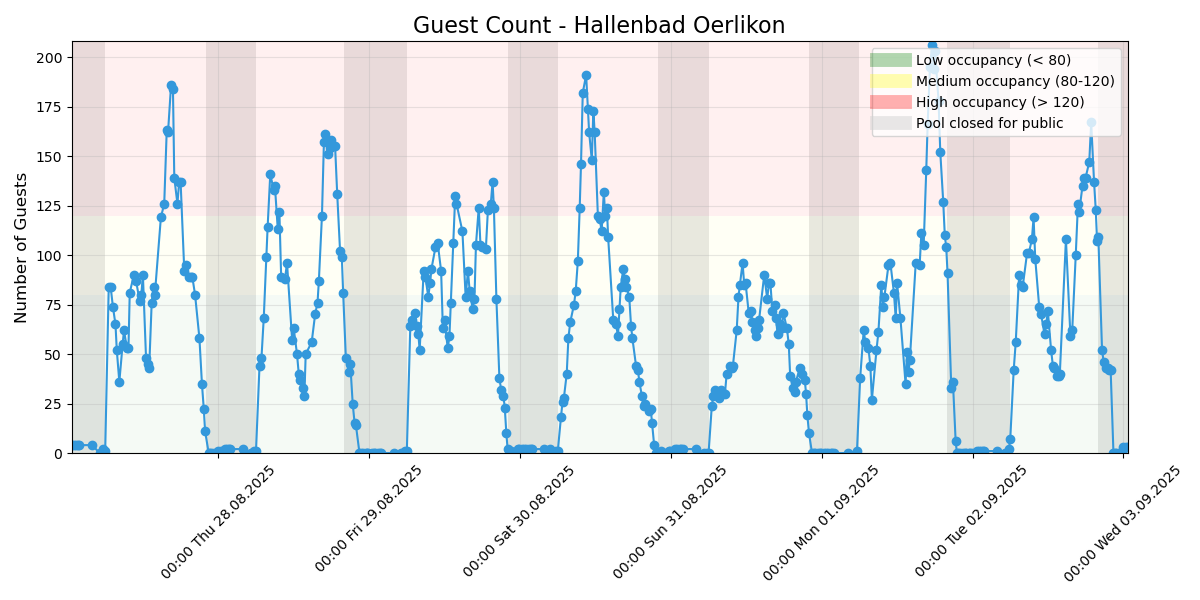 Guest Count - Hallenbad Oerlikon
Low occupancy (< 80)
Medium occupancy (80-120)
High occupancy (> 120)
Pool closed for public
Number of Guests
200
175
150
125
100
75
50
25
0
00:00 Thu 28.08.2025
00:00 Fri 29.08.2025
00:00 Sat 30.08.2025
00:00 Sun 31.08.2025
00:00 Mon 01.09.2025
00:00 Tue 02.09.2025
00:00 Wed 03.09.2025